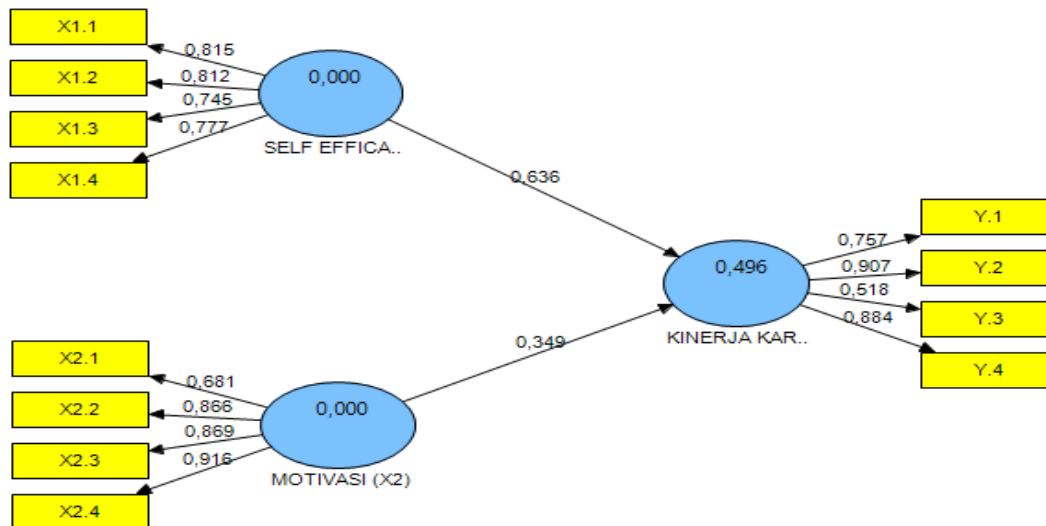 X1.1
0,815
X1.2
0,812
0,000
X1.3
0,745
0,777
X1.4
SELF EFFICA..
0,636
Y.1
0,757
0,496
Y.2
0,907
0,518
Y.3
0,884
KINERJA KAR..
0,349
Y.4
X2.1
0,681
X2.2
0,866
0,000
X2.3
0,869
0,916
MOTIVASI (X2)
X2.4